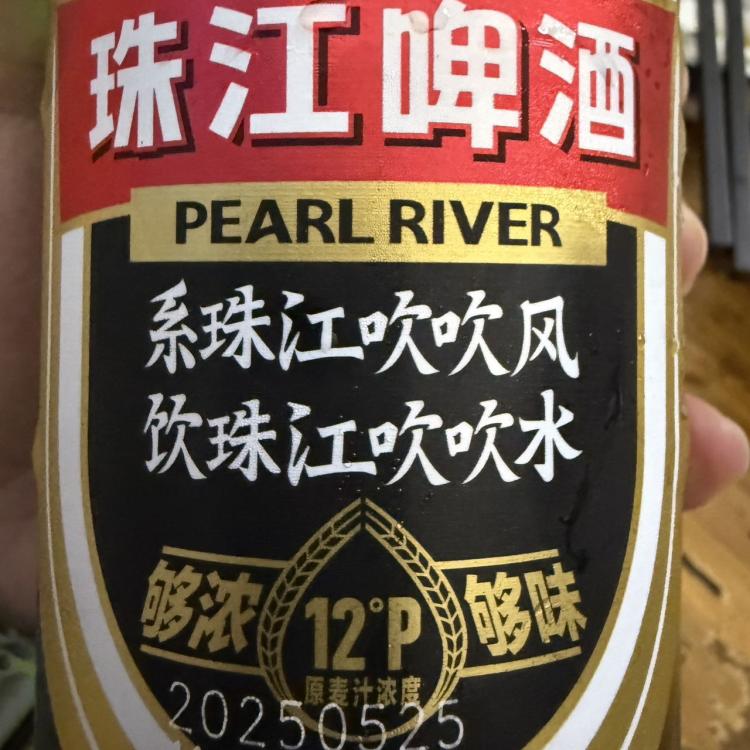 珠江啤酒
PEARL RIVER
系珠江吹吹风
饮珠江吹吹水
够浓
12°P
够味
原麦汁浓度
20250525